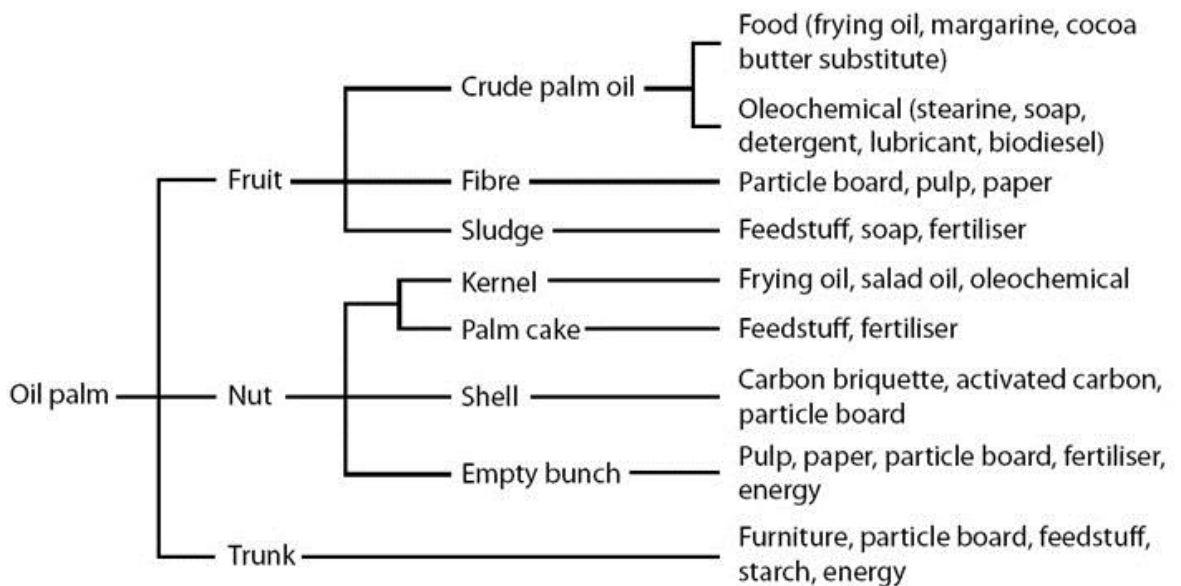 Food (frying oil, margarine, cocoa
butter substitute)
Crude palm oil
Oleochemical (stearine, soap,
detergent, lubricant, biodiesel)
Fruit
Fibre
Particle board, pulp, paper
Sludge
Feedstuff, soap, fertiliser
Kernel
Frying oil, salad oil, oleochemical
Palm cake
Feedstuff, fertiliser
Oil palm
Nut
Shell
Carbon briquette, activated carbon,
particle board
Empty bunch
Pulp, paper, particle board, fertiliser,
energy
Trunk
Furniture, particle board, feedstuff,
starch, energy